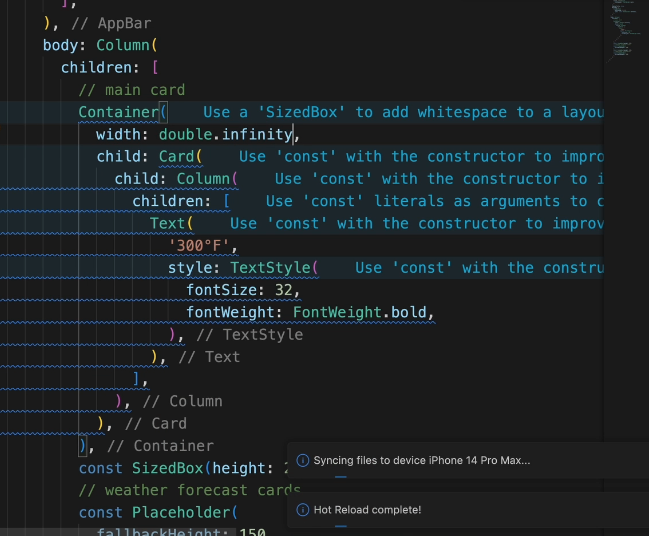 ],
), // AppBar
body: Column(
children: [
// main card
Container( Use a 'SizedBox' to add whitespace to a layou
width: double.infinity,
child: Card( Use 'const' with the constructor to impro
child: Column( Use 'const' with the constructor to i
children: [ Use 'const' literals as arguments to c
Text( Use 'const' with the constructor to improv
'300°F',
style: TextStyle( Use 'const' with the constru
fontSize: 32,
fontWeight: FontWeight.bold,
), // TextStyle
), // Text
],
), // Column
), // Card
), // Container
const SizedBox(height: 2
// weather forecast cards
const Placeholder(
fallbackHeight: 150
Syncing files to device iPhone 14 Pro Max...
Hot Reload complete!